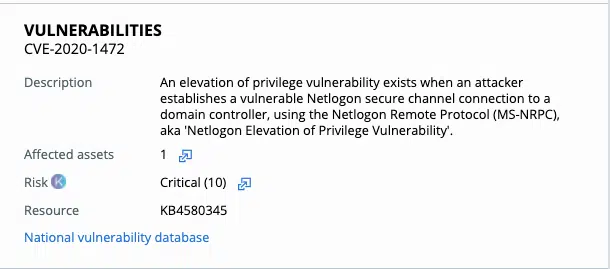 VULNERABILITIES
CVE-2020-1472
Description
An elevation of privilege vulnerability exists when an attacker
establishes a vulnerable Netlogon secure channel connection to a
domain controller, using the Netlogon Remote Protocol (MS-NRPC),
aka 'Netlogon Elevation of Privilege Vulnerability'.
Affected assets 1
Risk K Critical (10)
Resource KB4580345
National vulnerability database